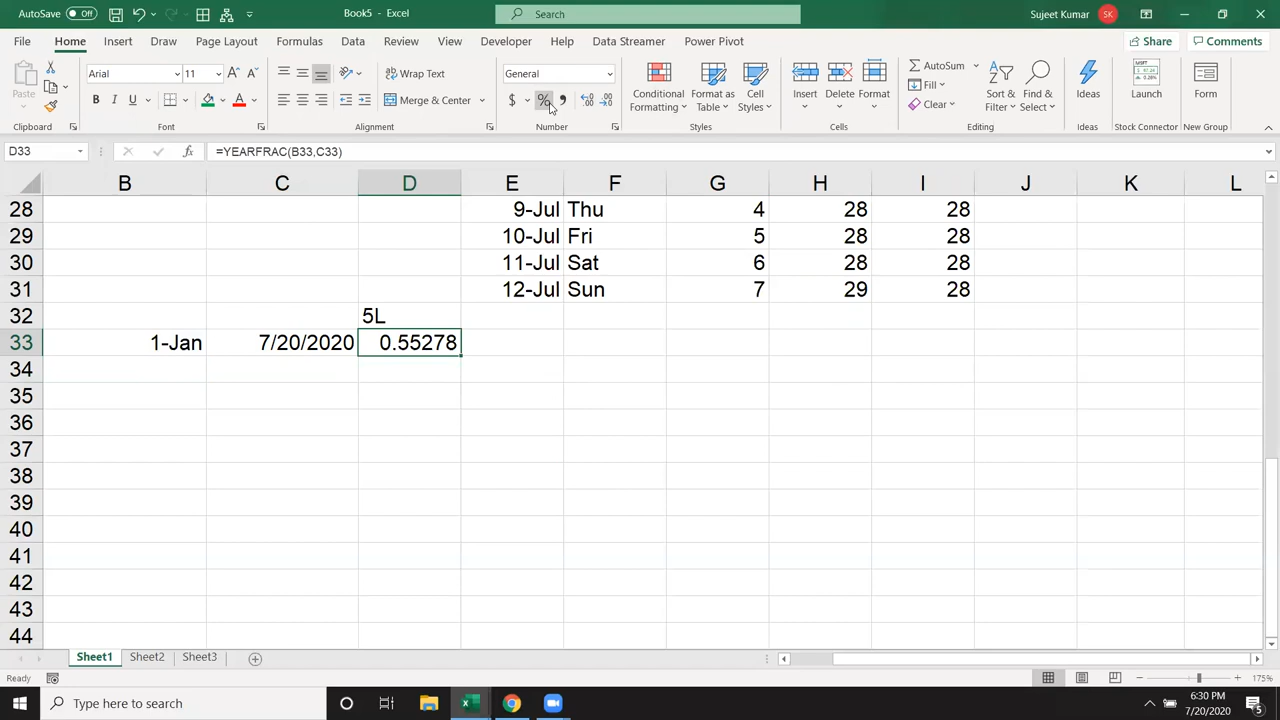 AutoSave Off Book5 - Excel Search Sujeet Kumar SK
File Home Insert Draw Page Layout Formulas Data Review View Developer Help Data Streamer Power Pivot Share Comments
Paste Arial 11 A A Wrap Text General Conditional Formatting Format as Table Cell Styles Insert Delete Format AutoSum Fill Clear Sort & Filter Find & Select Ideas Launch Form
B I U A Merge & Center $ % ,
Clipboard Font Alignment Number Styles Cells Editing Ideas Stock Connector New Group
D33 fx =YEARFRAC(B33,C33)
B C D E F G H I J K L
28 9-Jul Thu 4 28 28
29 10-Jul Fri 5 28 28
30 11-Jul Sat 6 28 28
31 12-Jul Sun 7 29 28
32 5L
33 1-Jan 7/20/2020 0.55278
34
35
36
37
38
39
40
41
42
43
44
Sheet1 Sheet2 Sheet3
Ready 175%
Type here to search 6:30 PM
7/20/2020 5